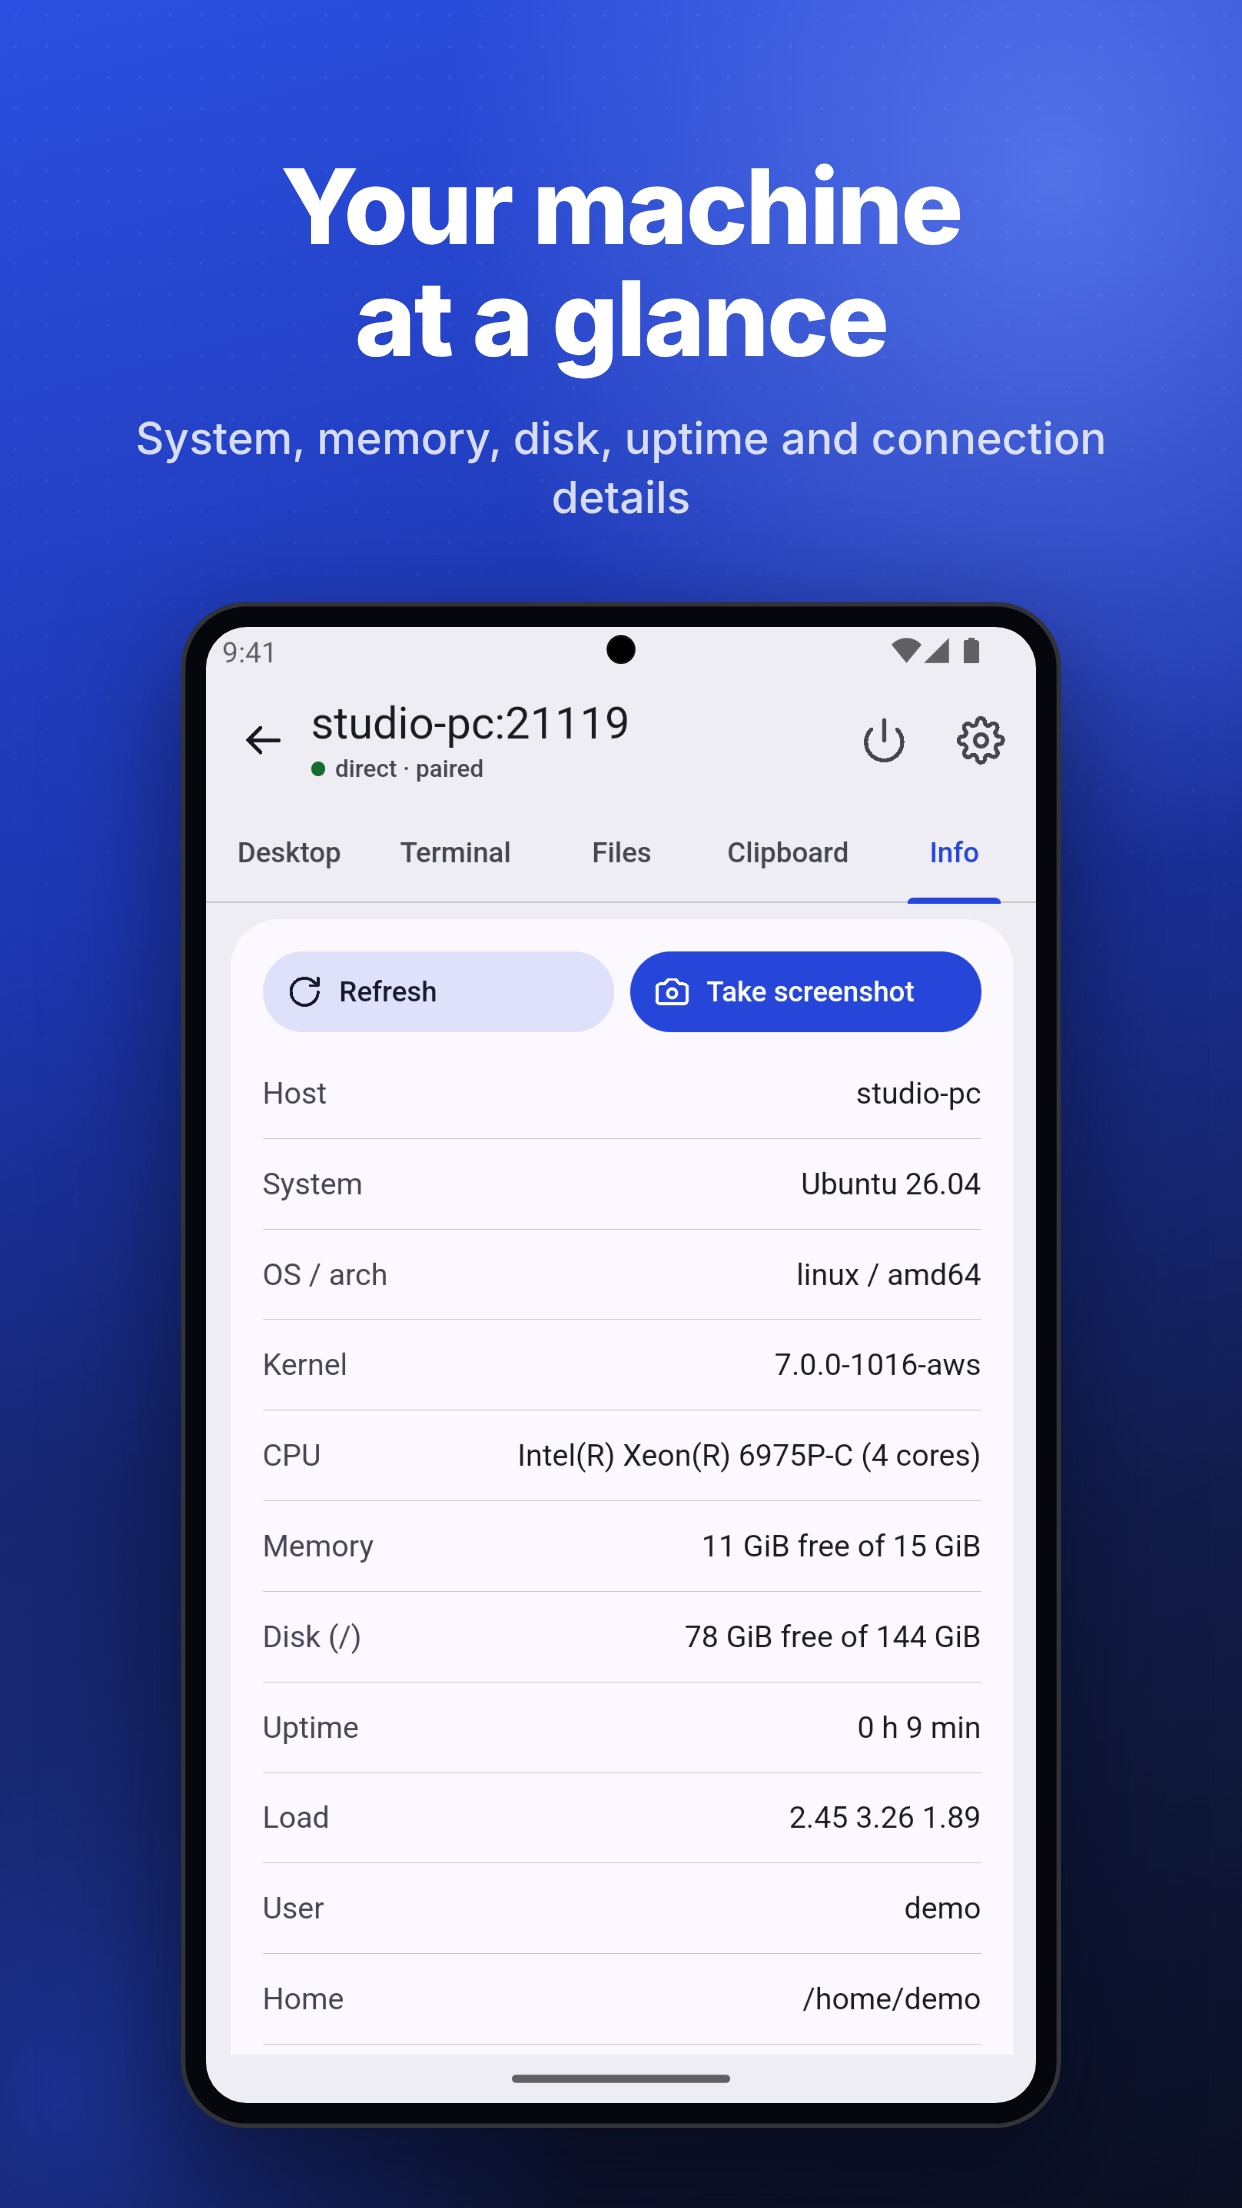 Your machine
at a glance
System, memory, disk, uptime and connection
details
9:41
studio-pc:21119
direct · paired
Desktop Terminal Files Clipboard Info
Refresh Take screenshot
Host studio-pc
System Ubuntu 26.04
OS / arch linux / amd64
Kernel 7.0.0-1016-aws
CPU Intel(R) Xeon(R) 6975P-C (4 cores)
Memory 11 GiB free of 15 GiB
Disk (/) 78 GiB free of 144 GiB
Uptime 0 h 9 min
Load 2.45 3.26 1.89
User demo
Home /home/demo